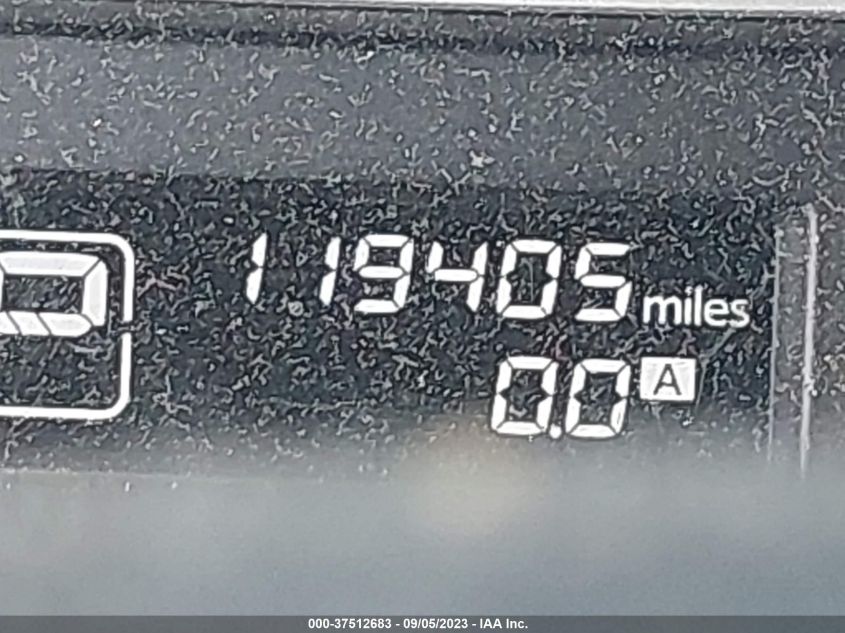 119405 miles
0.0 A
000-37512683 - 09/05/2023 - IAA Inc.